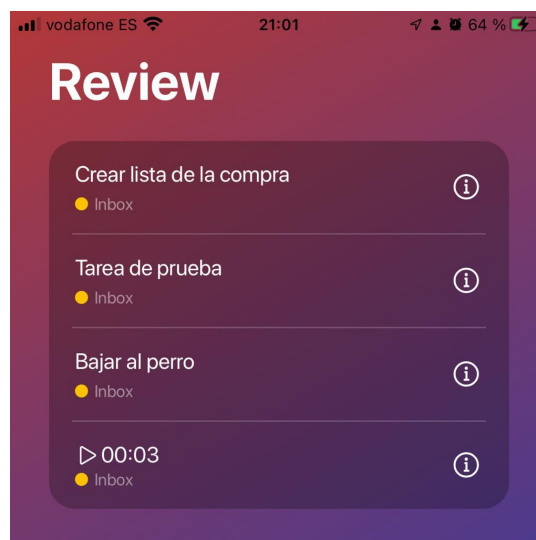 vodafone ES 21:01 64 %
Review
Crear lista de la compra
Inbox
Tarea de prueba
Inbox
Bajar al perro
Inbox
00:03
Inbox